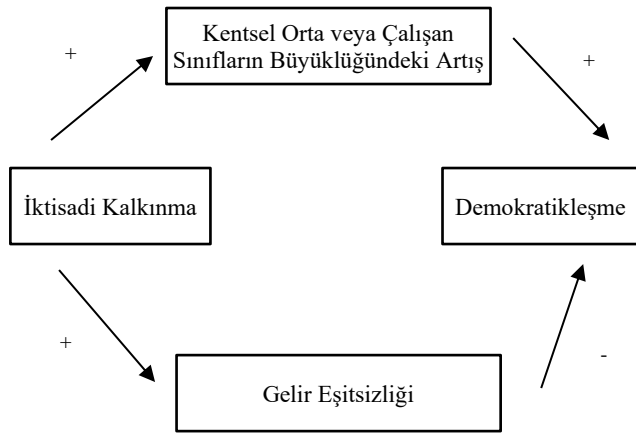 Kentsel Orta veya Çalışan
Sınıfların Büyüklüğündeki Artış
+
+
İktisadi Kalkınma
Demokratikleşme
+
-
Gelir Eşitsizliği